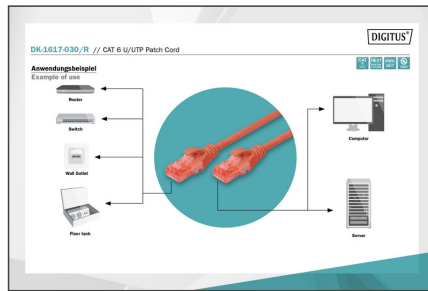 DIGITUS®
DK-1617-030/R // CAT 6 U/UTP Patch Cord
Anwendungsbeispiel
Example of use
Router
Switch
Wall Outlet
Floor tank
Computer
Server